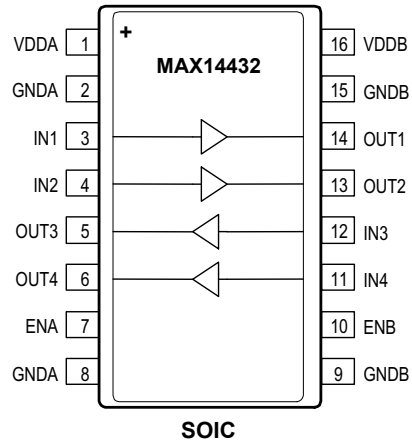 +
MAX14432
VDDA 1
16 VDDB
GNDA 2
15 GNDB
IN1 3
14 OUT1
IN2 4
13 OUT2
OUT3 5
12 IN3
OUT4 6
11 IN4
ENA 7
10 ENB
GNDA 8
9 GNDB
SOIC